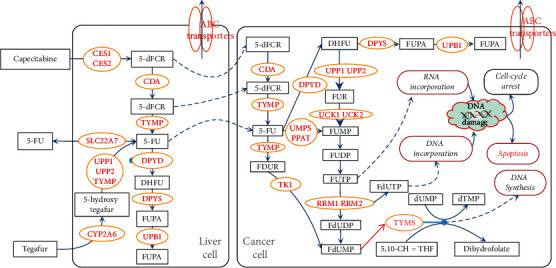 ABC
transporters
ABC
transporters
Capecitabine
CES1
CES2
5-dFCR
CDA
5-dFCR
TYMP
5-FU
SLC22A7
5-FU
UPP1
UPP2
TYMP
DPYD
DHFU
5-hydroxy
tegafur
DPYS
FUPA
Tegafur
CYP2A6
UPB1
FUPA
Liver
cell
Cancer
cell
5-dFCR
CDA
5-dFCR
TYMP
5-FU
TYMP
FDUR
TK1
DHFU
DPYS
FUPA
UPB1
FUPA
DPYD
UPP1 UPP2
FUR
UCK1 UCK2
UMPS
PPAT
FUMP
FUDP
FUTP
RRM1 RRM2
FdUTP
FdUDP
FdUMP
TYMS
RNA
incorporation
Cell-cycle
arrest
DNA
damage
DNA
incorporation
Apoptosis
DNA
Synthesis
dUMP
dTMP
5,10-CH = THF
Dihydrofolate